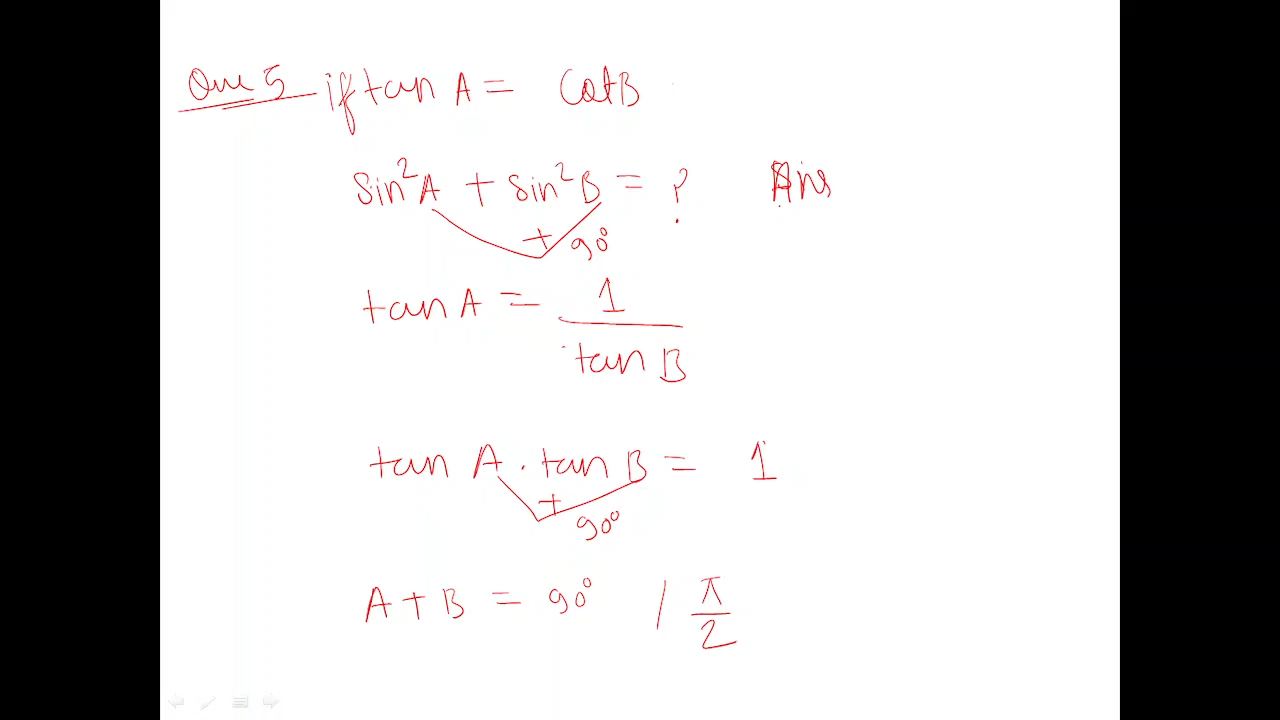 Que 5 if tan A = Cot B
Sin²A + Sin²B = ? Ans
+ 90°
tan A = 1
tan B
tan A . tan B = 1
+ 90°
A + B = 90° / π
2